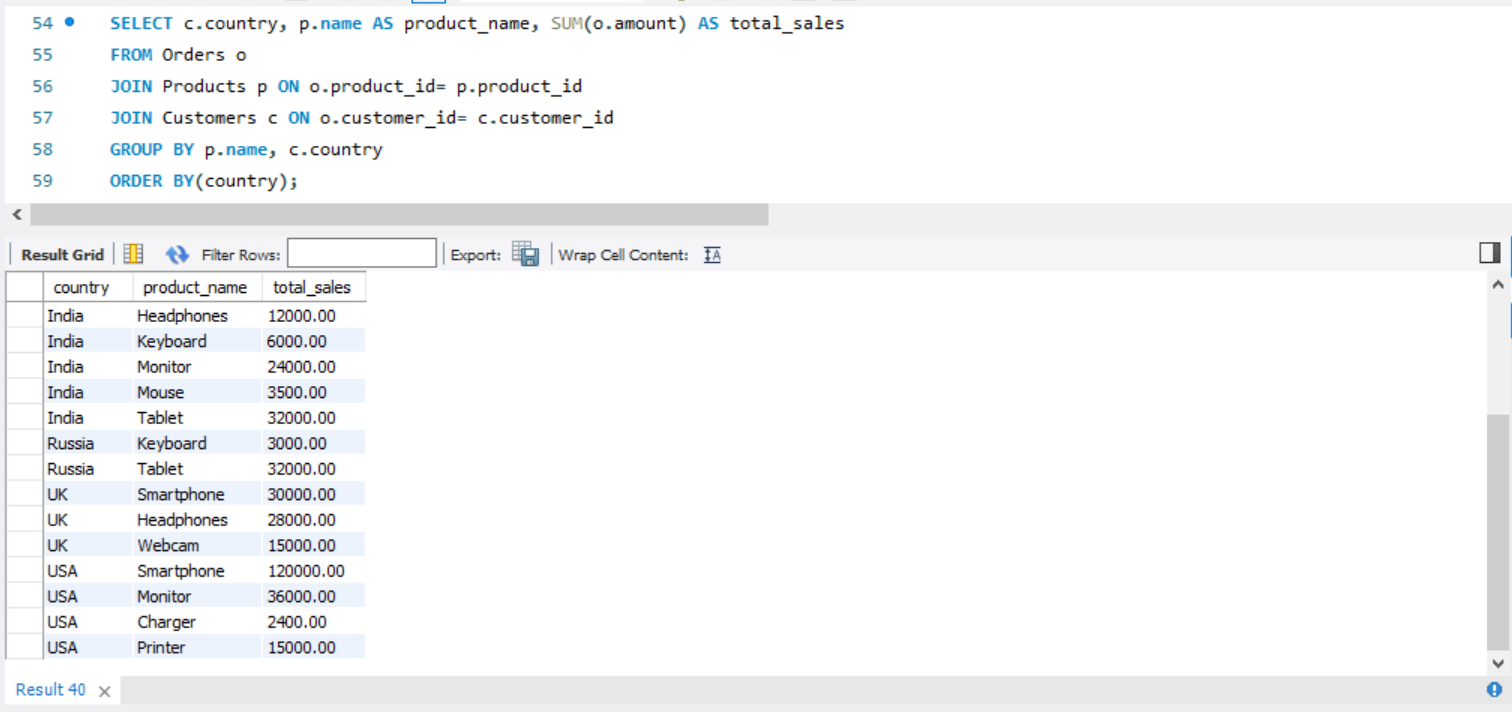 54 SELECT c.country, p.name AS product_name, SUM(o.amount) AS total_sales
55 FROM Orders o
56 JOIN Products p ON o.product_id= p.product_id
57 JOIN Customers c ON o.customer_id= c.customer_id
58 GROUP BY p.name, c.country
59 ORDER BY(country);
Result Grid Filter Rows: Export: Wrap Cell Content: IA
country product_name total_sales
India Headphones 12000.00
India Keyboard 6000.00
India Monitor 24000.00
India Mouse 3500.00
India Tablet 32000.00
Russia Keyboard 3000.00
Russia Tablet 32000.00
UK Smartphone 30000.00
UK Headphones 28000.00
UK Webcam 15000.00
USA Smartphone 120000.00
USA Monitor 36000.00
USA Charger 2400.00
USA Printer 15000.00
Result 40